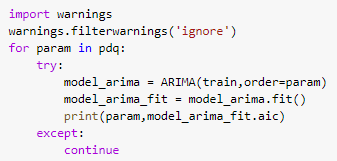 import warnings
warnings.filterwarnings('ignore')
for param in pdq:
    try:
        model_arima = ARIMA(train,order=param)
        model_arima_fit = model_arima.fit()
        print(param,model_arima_fit.aic)
    except:
        continue